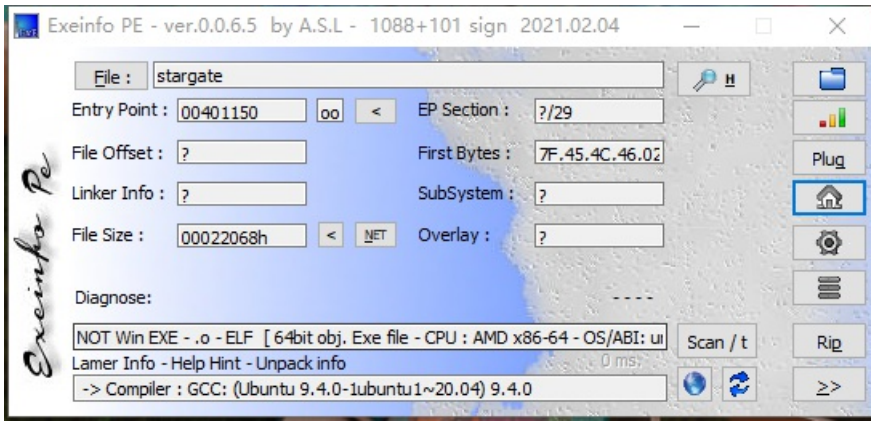 Exeinfo PE - ver.0.0.6.5 by A.S.L - 1088+101 sign 2021.02.04
File : stargate H
Entry Point : 00401150 oo < EP Section : ?/29
File Offset : ? First Bytes : 7F.45.4C.46.02 Plug
Linker Info : ? SubSystem : ?
File Size : 00022068h < NET Overlay : ?
Diagnose: - - - -
NOT Win EXE - .o - ELF [ 64bit obj. Exe file - CPU : AMD x86-64 - OS/ABI: Scan / t Rip
Lamer Info - Help Hint - Unpack info 0 ms.
-> Compiler : GCC: (Ubuntu 9.4.0-1ubuntu1~20.04) 9.4.0 >>
Exeinfo Pe